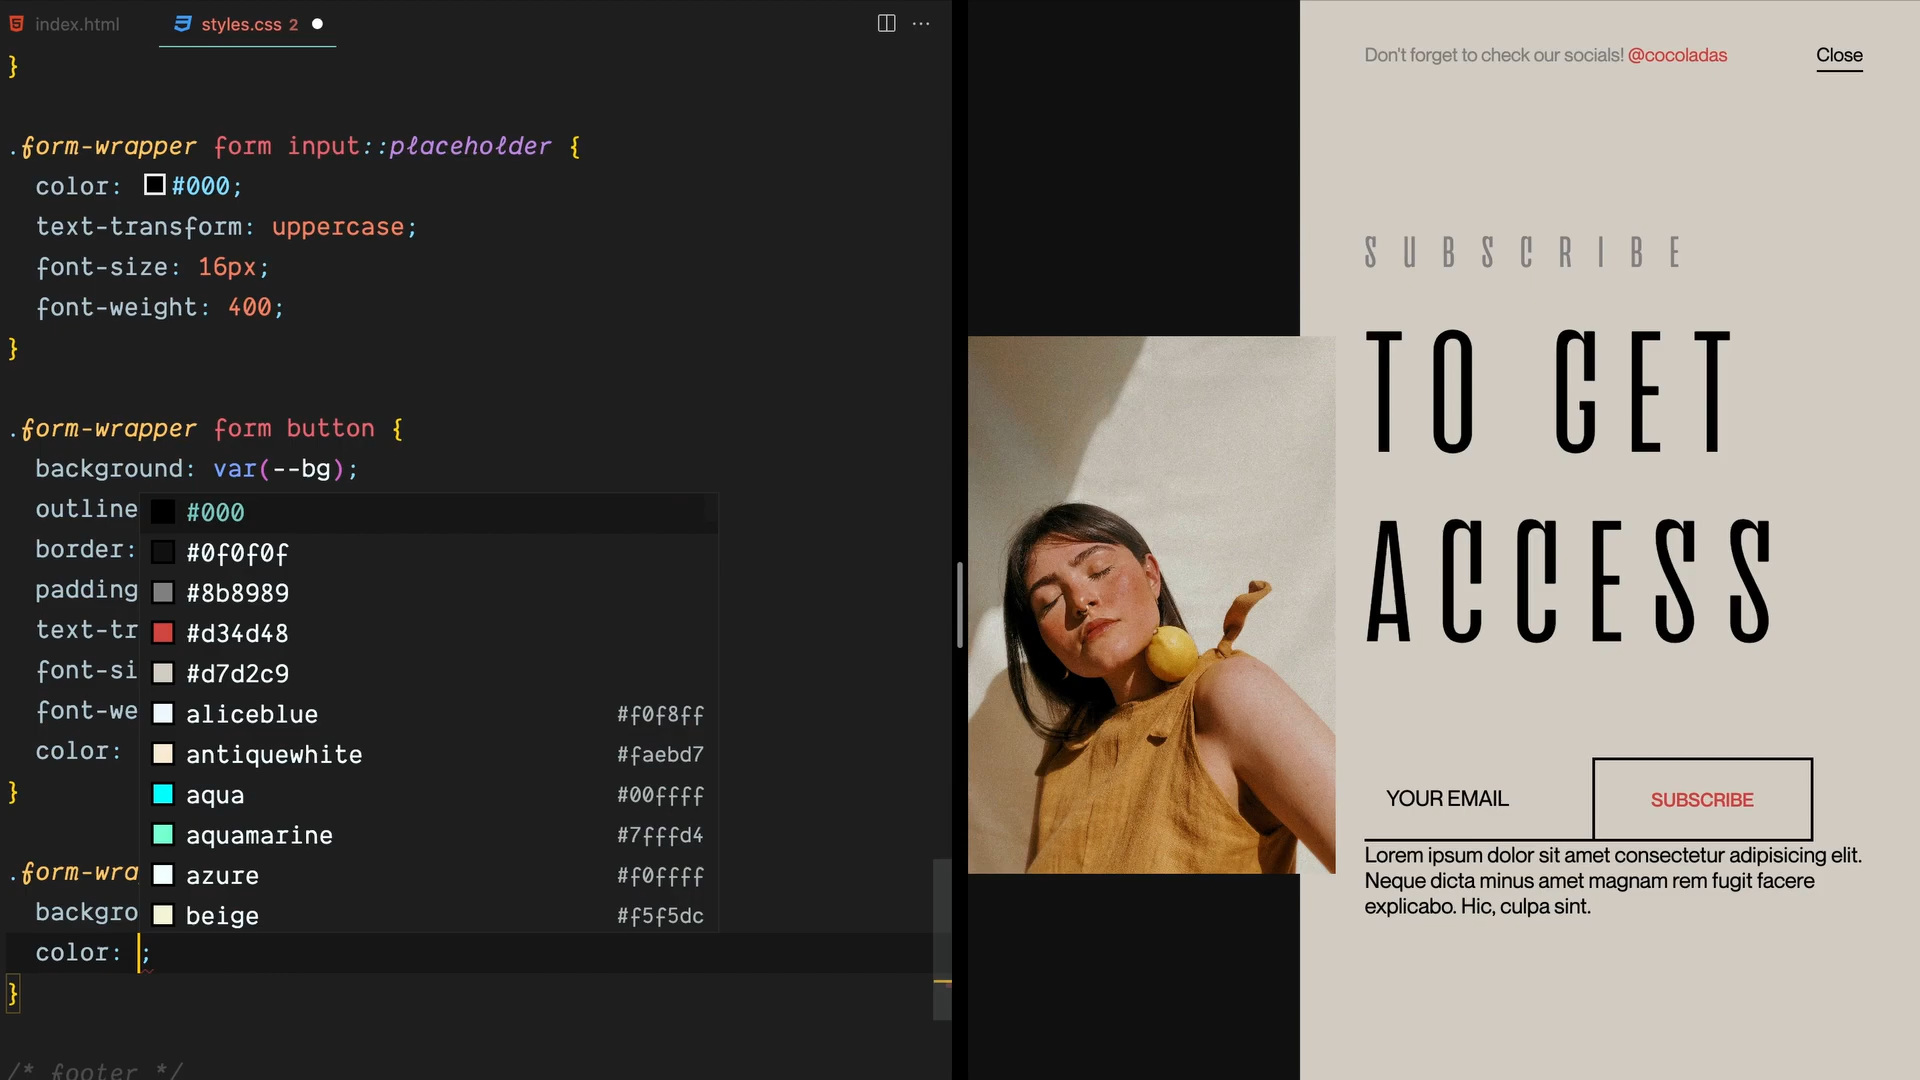 index.html
styles.css 2
}
.form-wrapper form input::placeholder {
color: #000;
text-transform: uppercase;
font-size: 16px;
font-weight: 400;
}
.form-wrapper form button {
background: var(--bg);
outline
border:
padding
text-tr
font-si
font-we
color:
}
.form-wra
backgro
color: ;
}
/* footer */
#000
#0f0f0f
#8b8989
#d34d48
#d7d2c9
aliceblue #f0f8ff
antiquewhite #faebd7
aqua #00ffff
aquamarine #7fffd4
azure #f0ffff
beige #f5f5dc
Don't forget to check our socials! @cocoladas
Close
SUBSCRIBE
TO GET
ACCESS
YOUR EMAIL
SUBSCRIBE
Lorem ipsum dolor sit amet consectetur adipisicing elit.
Neque dicta minus amet magnam rem fugit facere
explicabo. Hic, culpa sint.